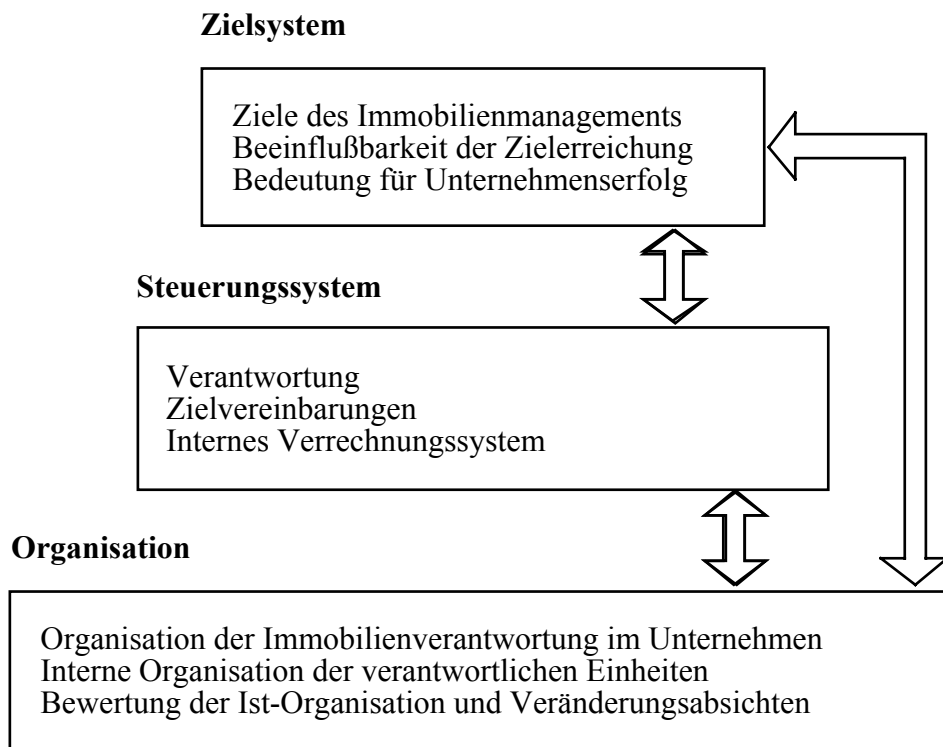 Zielsystem
Ziele des Immobilienmanagements
Beeinflußbarkeit der Zielerreichung
Bedeutung für Unternehmenserfolg
Steuerungssystem
Verantwortung
Zielvereinbarungen
Internes Verrechnungssystem
Organisation
Organisation der Immobilienverantwortung im Unternehmen
Interne Organisation der verantwortlichen Einheiten
Bewertung der Ist-Organisation und Veränderungsabsichten